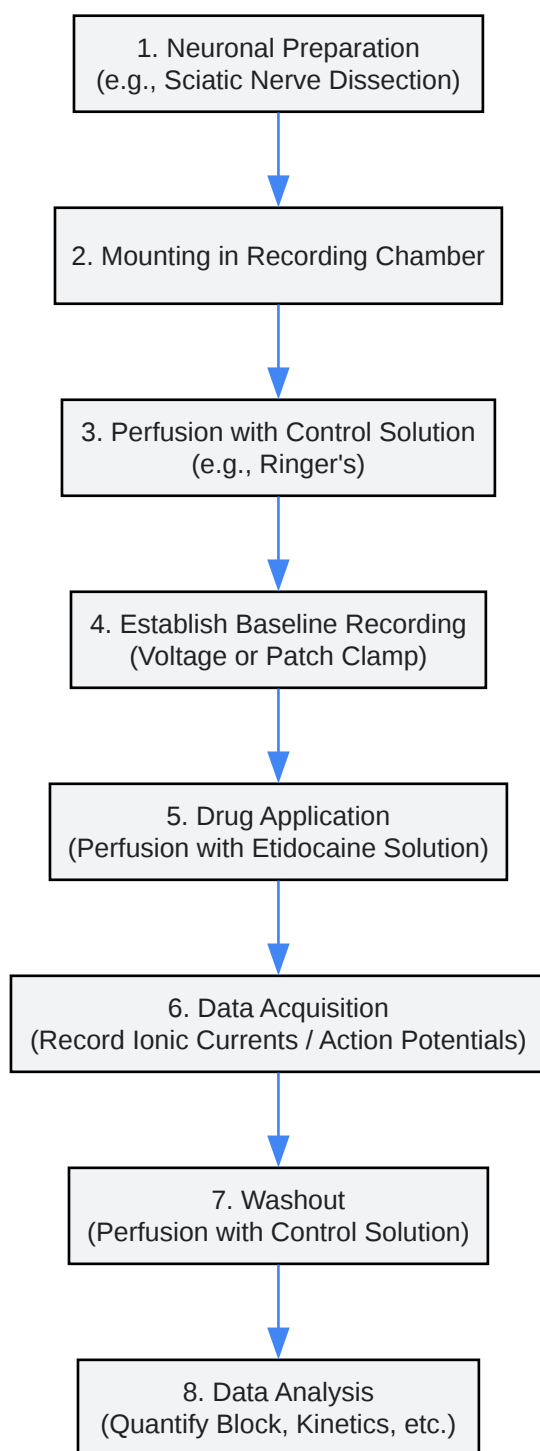 1. Neuronal Preparation
(e.g., Sciatic Nerve Dissection)
2. Mounting in Recording Chamber
3. Perfusion with Control Solution
(e.g., Ringer's)
4. Establish Baseline Recording
(Voltage or Patch Clamp)
5. Drug Application
(Perfusion with Etidocaine Solution)
6. Data Acquisition
(Record Ionic Currents / Action Potentials)
7. Washout
(Perfusion with Control Solution)
8. Data Analysis
(Quantify Block, Kinetics, etc.)